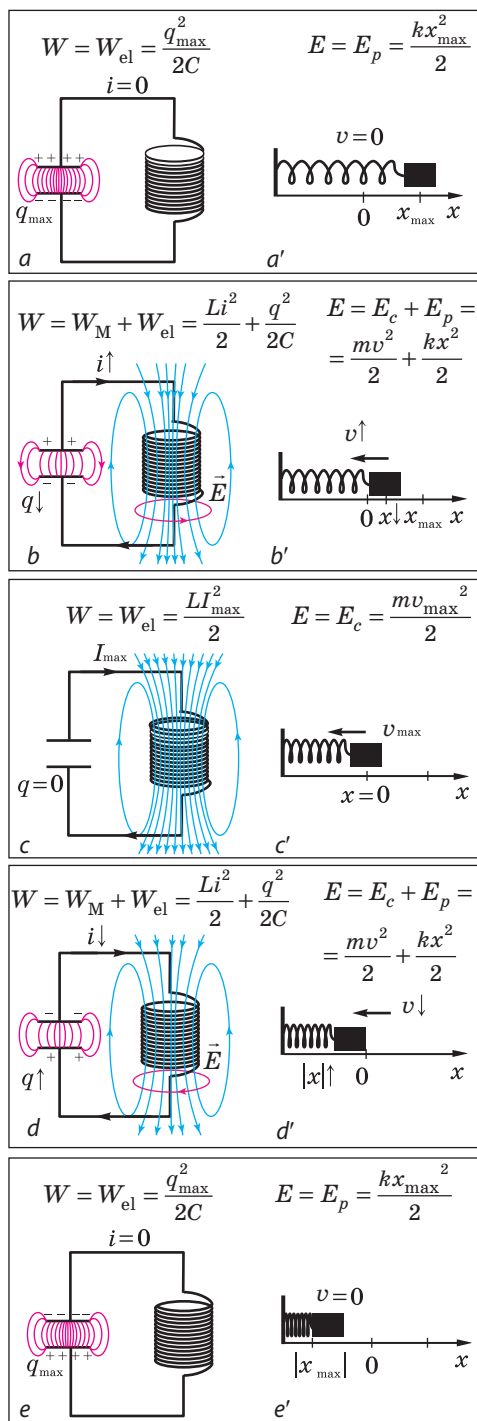 W = W_el = q²_max/2C
E = E_p = kx²_max/2
i = 0
+ + + +
− − − −
q_max
a
v = 0
0 x_max x
a′
W = W_M + W_el = Li²/2 + q²/2C
E = E_c + E_p =
= mv²/2 + kx²/2
i↑
+ +
− −
q↓
E⃗
b
v↑
0 x↓ x_max x
b′
W = W_el = LI²_max/2
E = E_c = mv_max²/2
I_max
q = 0
c
v_max
x = 0 x
c′
W = W_M + W_el = Li²/2 + q²/2C
E = E_c + E_p =
= mv²/2 + kx²/2
i↓
− −
+ +
q↑
E⃗
d
v↓
|x|↑ 0 x
d′
W = W_el = q²_max/2C
E = E_p = kx_max²/2
i = 0
− − − −
+ + + +
q_max
e
v = 0
|x_max| 0 x
e′